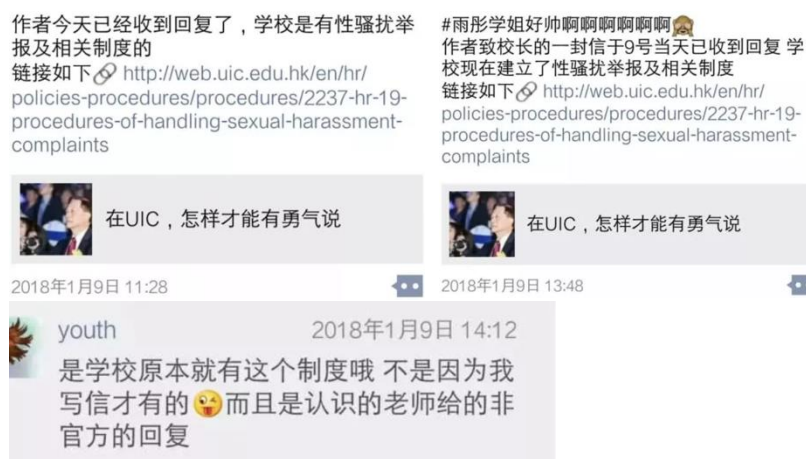 作者今天已经收到回复了，学校是有性骚扰举
报及相关制度的
链接如下🔗 http://web.uic.edu.hk/en/hr/
policies-procedures/procedures/2237-hr-19-
procedures-of-handling-sexual-harassment-
complaints
在UIC，怎样才能有勇气说
2018年1月9日 11:28
#雨彤学姐好帅啊啊啊啊啊啊🙈
作者致校长的一封信于9号当天已收到回复 学
校现在建立了性骚扰举报及相关制度
链接如下🔗 http://web.uic.edu.hk/en/hr/
policies-procedures/procedures/2237-hr-19-
procedures-of-handling-sexual-harassment-
complaints
在UIC，怎样才能有勇气说
2018年1月9日 13:48
youth
2018年1月9日 14:12
是学校原本就有这个制度哦 不是因为我
写信才有的😜而且是认识的老师给的非
官方的回复